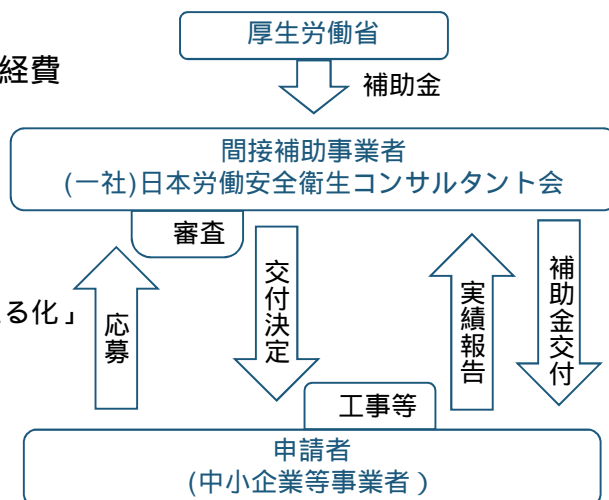 厚生労働省
経費
補助金
間接補助事業者
(一社)日本労働安全衛生コンサルタント会
審査
応募
交付決定
実績報告
補助金交付
る化」
工事等
申請者
(中小企業等事業者)